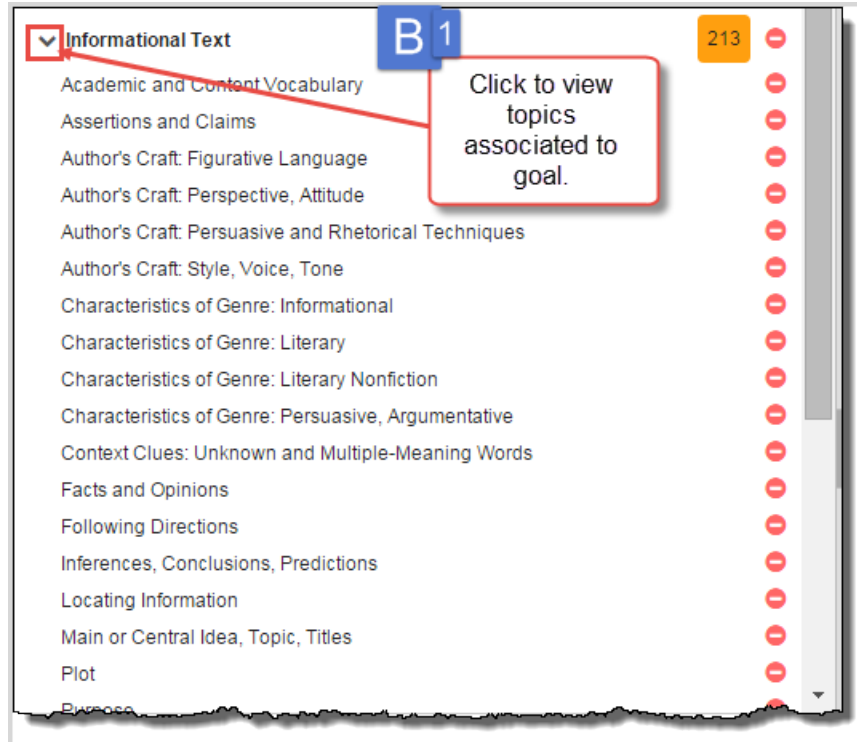 Informational Text
B 1
213
Click to view
topics
associated to
goal.
Academic and Content Vocabulary
Assertions and Claims
Author's Craft: Figurative Language
Author's Craft: Perspective, Attitude
Author's Craft: Persuasive and Rhetorical Techniques
Author's Craft: Style, Voice, Tone
Characteristics of Genre: Informational
Characteristics of Genre: Literary
Characteristics of Genre: Literary Nonfiction
Characteristics of Genre: Persuasive, Argumentative
Context Clues: Unknown and Multiple-Meaning Words
Facts and Opinions
Following Directions
Inferences, Conclusions, Predictions
Locating Information
Main or Central Idea, Topic, Titles
Plot
Purpose